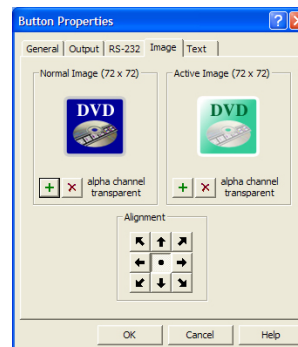 Button Properties
General Output RS-232 Image Text
Normal Image (72 x 72) Active Image (72 x 72)
DVD DVD
alpha channel transparent alpha channel transparent
Alignment
OK Cancel Help